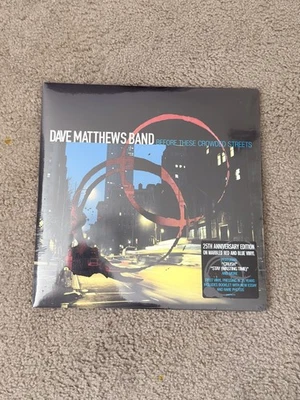 DAVE MATTHEWS BAND BEFORE THESE CROWDED STREETS
25TH ANNIVERSARY EDITION
ON MARBLED RED AND BLUE VINYL
"CRUSH"
"STAY (WASTING TIME)"